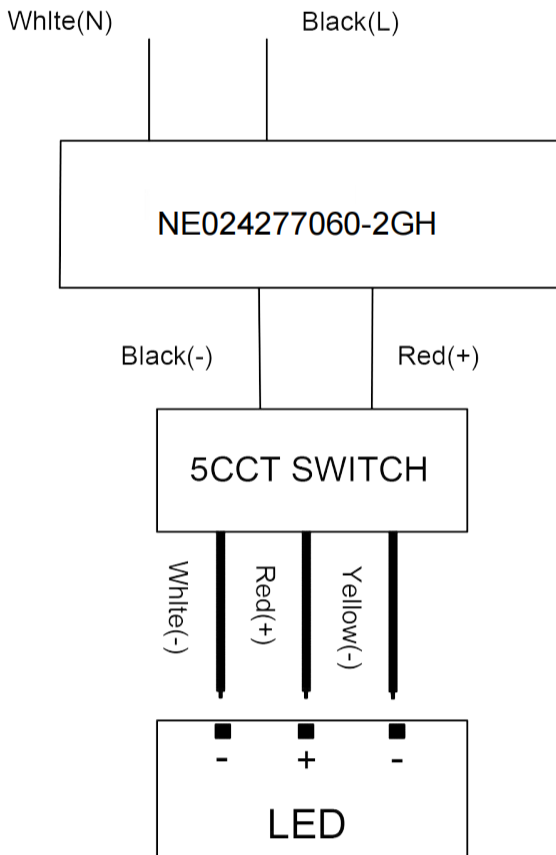 Whlte(N)
Black(L)
NE024277060-2GH
Black(-)
Red(+)
5CCT SWITCH
Whlte(-)
Red(+)
Yellow(-)
- + -
LED